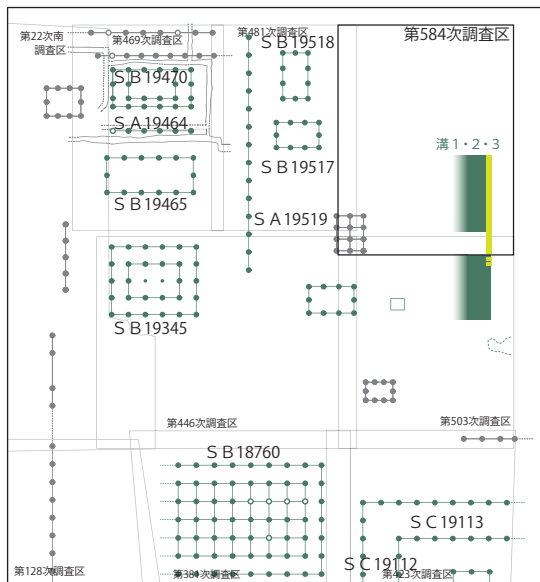 第22次南
調査区
第469次調査区
第481次調査区
ＳＢ19518
第584次調査区
ＳＢ19470
ＳＡ19464
溝１・２・３
ＳＢ19517
ＳＢ19465
ＳＡ19519
ＳＢ19345
第446次調査区
第503次調査区
ＳＢ18760
ＳＣ19113
ＳＣ19112
第128次調査区
第381次調査区
第423次調査区